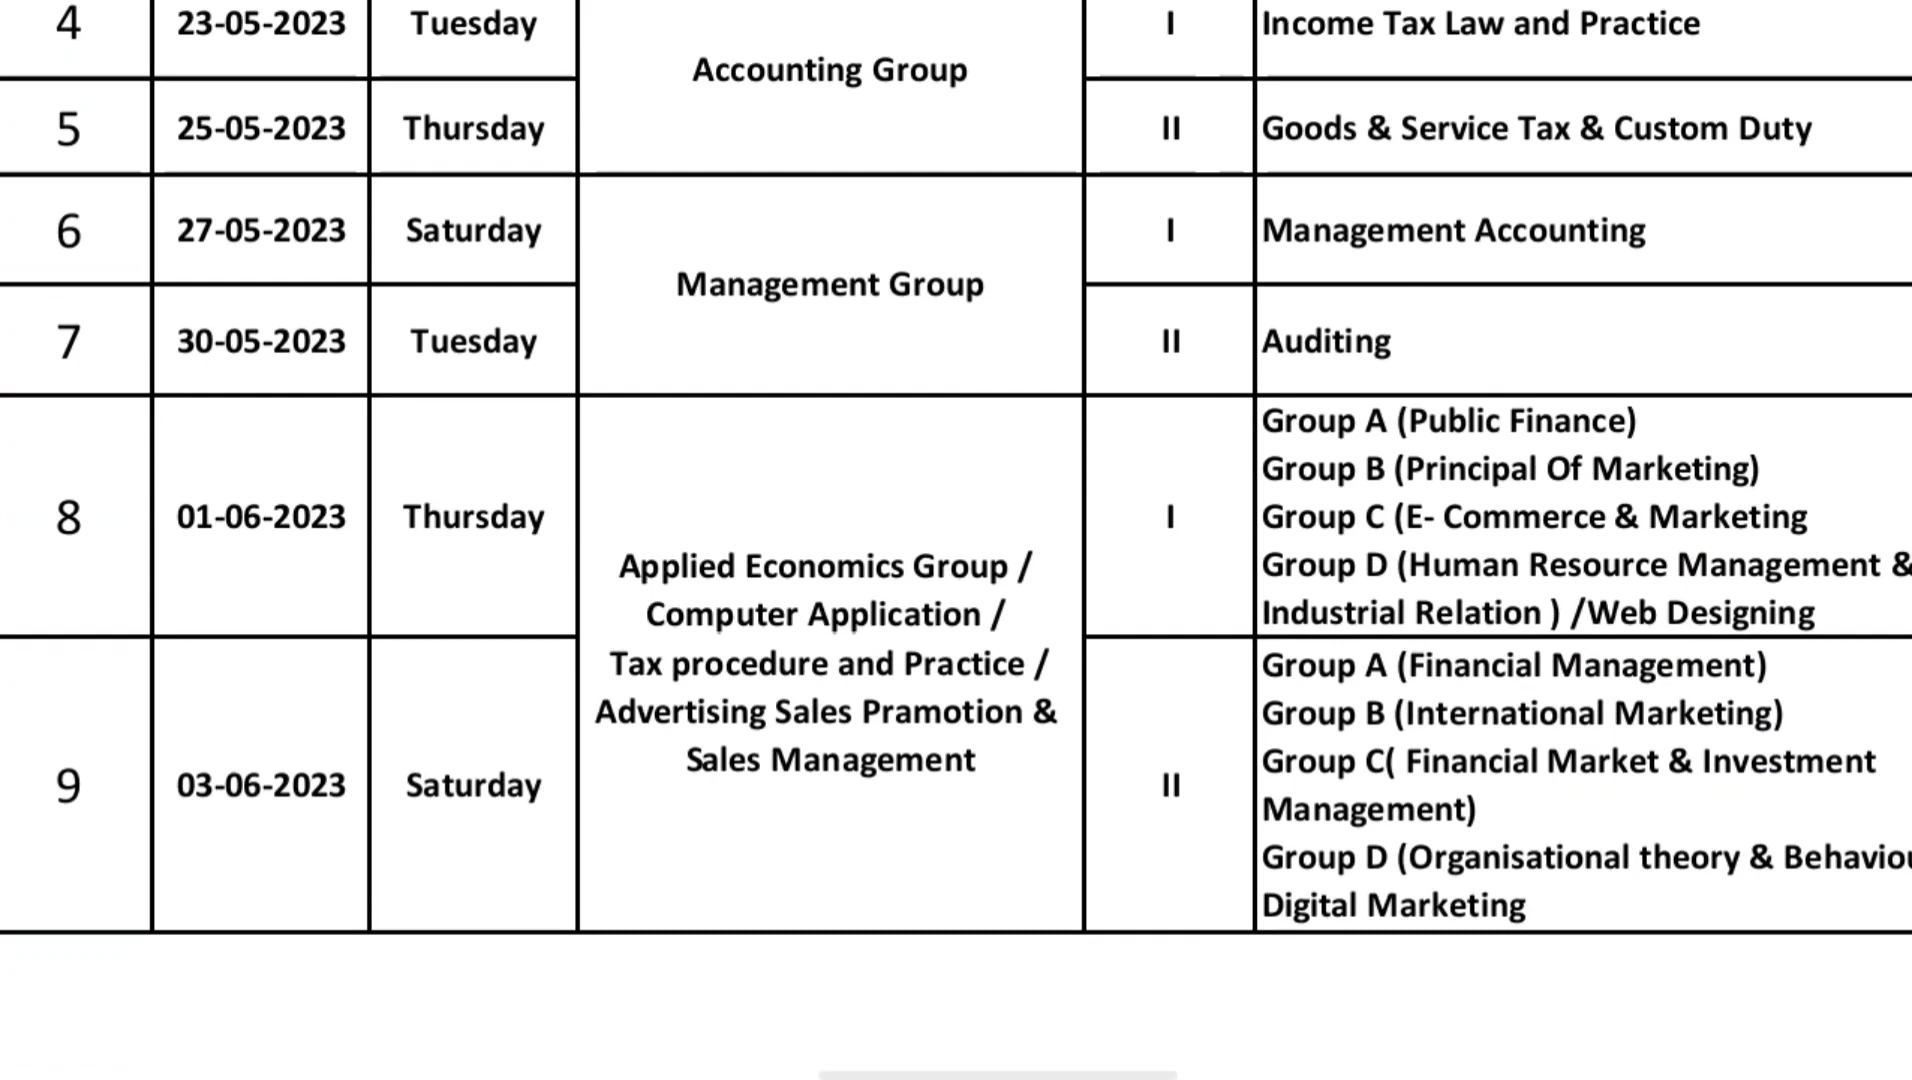 4 23-05-2023 Tuesday Accounting Group I Income Tax Law and Practice
5 25-05-2023 Thursday II Goods & Service Tax & Custom Duty
6 27-05-2023 Saturday Management Group I Management Accounting
7 30-05-2023 Tuesday II Auditing
8 01-06-2023 Thursday
Applied Economics Group /
Computer Application /
Tax procedure and Practice /
Advertising Sales Pramotion &
Sales Management
I
Group A (Public Finance)
Group B (Principal Of Marketing)
Group C (E- Commerce & Marketing
Group D (Human Resource Management &
Industrial Relation ) /Web Designing
9 03-06-2023 Saturday II
Group A (Financial Management)
Group B (International Marketing)
Group C( Financial Market & Investment
Management)
Group D (Organisational theory & Behaviou
Digital Marketing